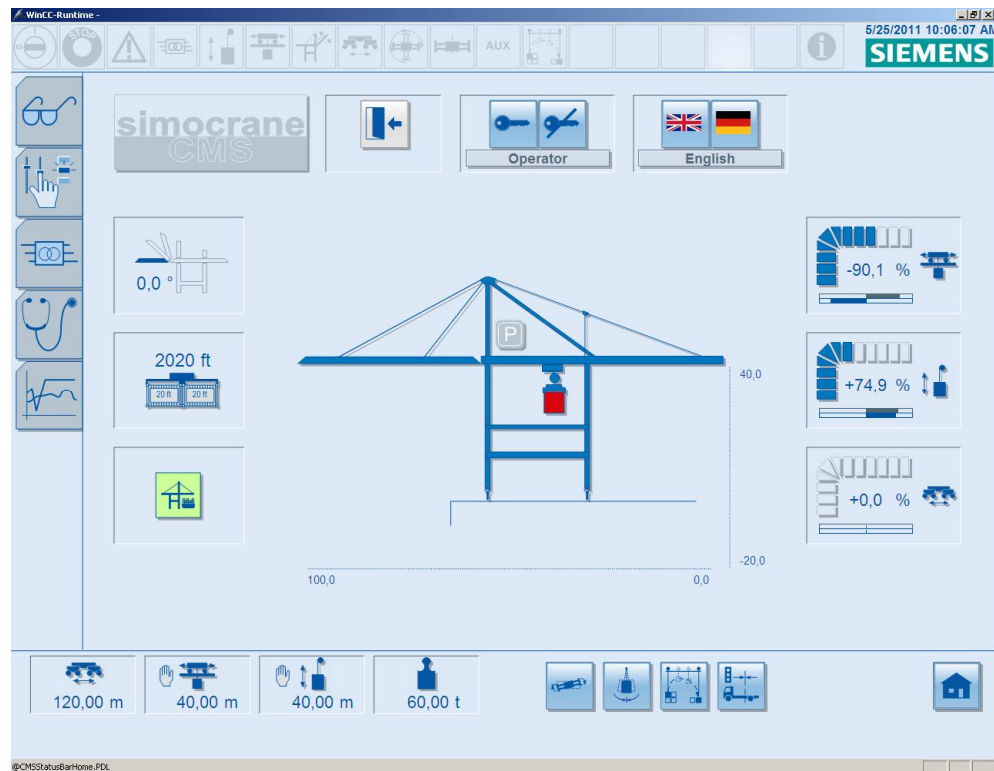 WinCC-Runtime -
5/25/2011 10:06:07 AM
STOP
AUX
SIEMENS
simocrane
CMS
Operator
English
0,0 °
-90,1 %
P
2020 ft
20 ft 20 ft
40,0
+74,9 %
+0,0 %
-20,0
100,0
0,0
120,00 m
40,00 m
40,00 m
60,00 t
@CMSStatusBarHome.PDL